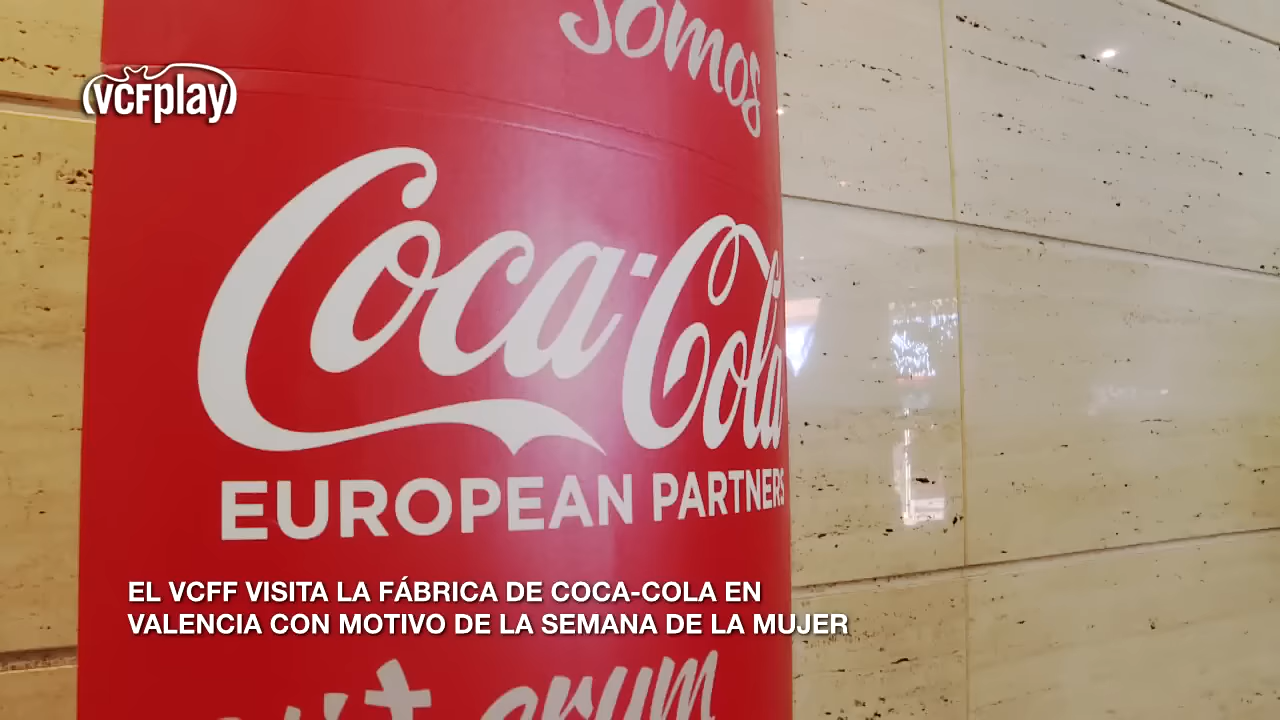 Somos
vcfplay
Coca-Cola
EUROPEAN PARTNERS
EL VCFF VISITA LA FÁBRICA DE COCA-COLA EN
VALENCIA CON MOTIVO DE LA SEMANA DE LA MUJER